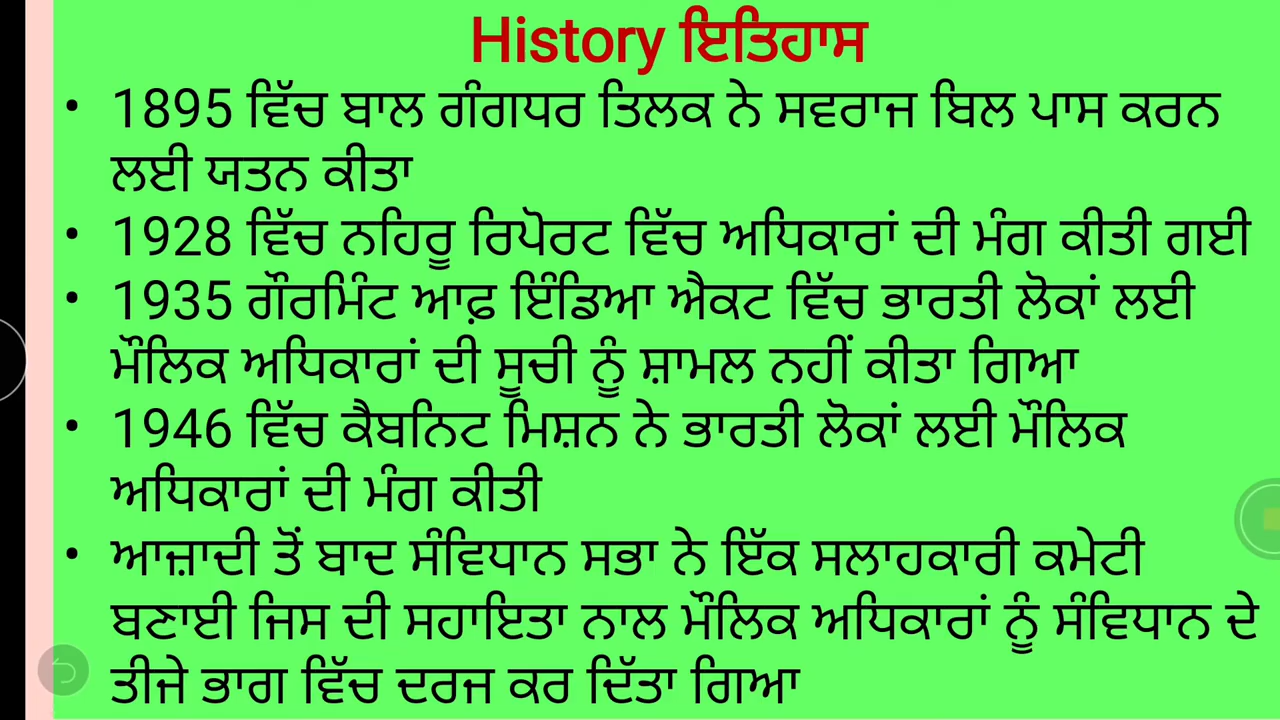 History ਇਤਿਹਾਸ
• 1895 ਵਿੱਚ ਬਾਲ ਗੰਗਧਰ ਤਿਲਕ ਨੇ ਸਵਰਾਜ ਬਿਲ ਪਾਸ ਕਰਨ
ਲਈ ਯਤਨ ਕੀਤਾ
• 1928 ਵਿੱਚ ਨਹਿਰੂ ਰਿਪੋਰਟ ਵਿੱਚ ਅਧਿਕਾਰਾਂ ਦੀ ਮੰਗ ਕੀਤੀ ਗਈ
• 1935 ਗੌਰਮਿੰਟ ਆਫ਼ ਇੰਡਿਆ ਐਕਟ ਵਿੱਚ ਭਾਰਤੀ ਲੋਕਾਂ ਲਈ
ਮੌਲਿਕ ਅਧਿਕਾਰਾਂ ਦੀ ਸੂਚੀ ਨੂੰ ਸ਼ਾਮਲ ਨਹੀਂ ਕੀਤਾ ਗਿਆ
• 1946 ਵਿੱਚ ਕੈਬਨਿਟ ਮਿਸ਼ਨ ਨੇ ਭਾਰਤੀ ਲੋਕਾਂ ਲਈ ਮੌਲਿਕ
ਅਧਿਕਾਰਾਂ ਦੀ ਮੰਗ ਕੀਤੀ
• ਆਜ਼ਾਦੀ ਤੋਂ ਬਾਦ ਸੰਵਿਧਾਨ ਸਭਾ ਨੇ ਇੱਕ ਸਲਾਹਕਾਰੀ ਕਮੇਟੀ
ਬਣਾਈ ਜਿਸ ਦੀ ਸਹਾਇਤਾ ਨਾਲ ਮੌਲਿਕ ਅਧਿਕਾਰਾਂ ਨੂੰ ਸੰਵਿਧਾਨ ਦੇ
ਤੀਜੇ ਭਾਗ ਵਿੱਚ ਦਰਜ ਕਰ ਦਿੱਤਾ ਗਿਆ